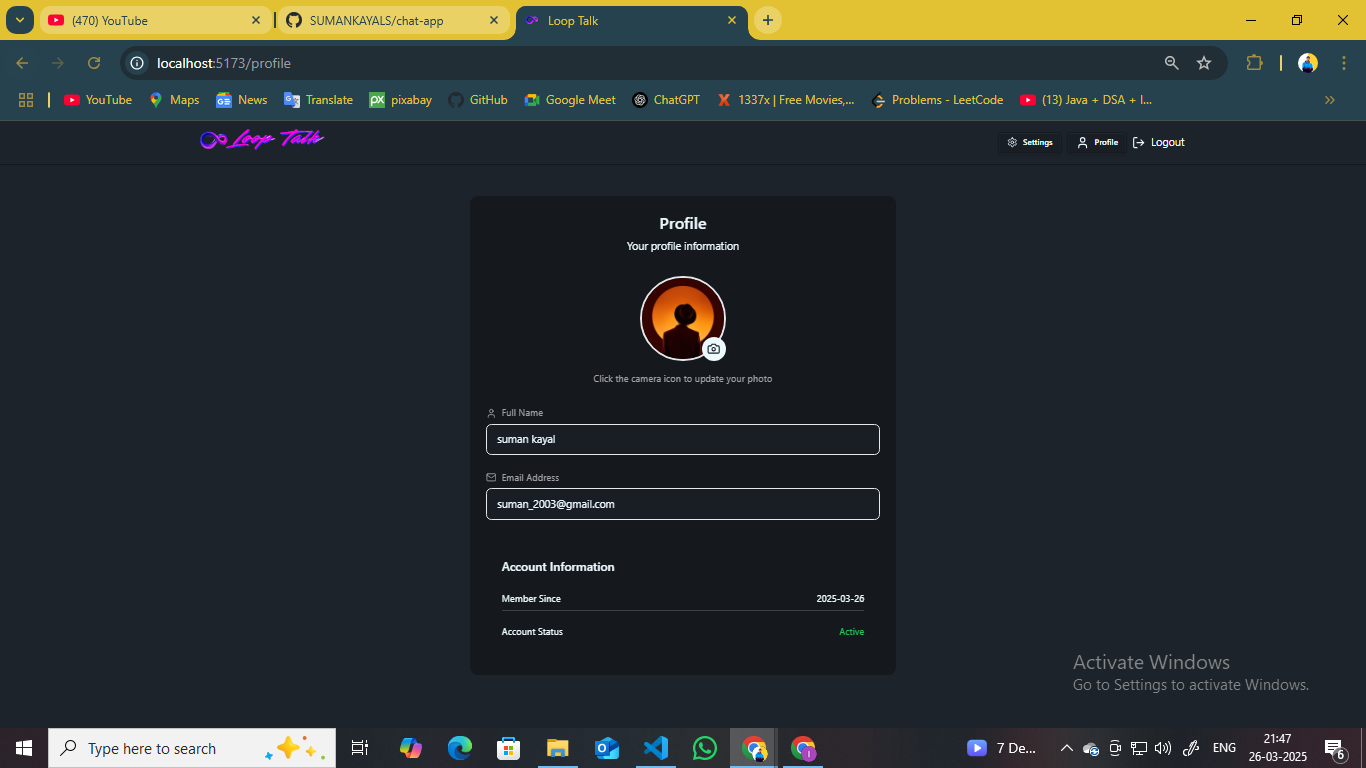 (470) YouTube
SUMANKAYALS/chat-app
Loop Talk
localhost:5173/profile
YouTube
Maps
News
Translate
px pixabay
GitHub
Google Meet
ChatGPT
1337x | Free Movies,...
Problems - LeetCode
(13) Java + DSA + I...
Loop Talk
Settings
Profile
Logout
Profile
Your profile information
Click the camera icon to update your photo
Full Name
suman kayal
Email Address
suman_2003@gmail.com
Account Information
Member Since 2025-03-26
Account Status Active
Activate Windows
Go to Settings to activate Windows.
Type here to search
7 De...
ENG
21:47
26-03-2025
6